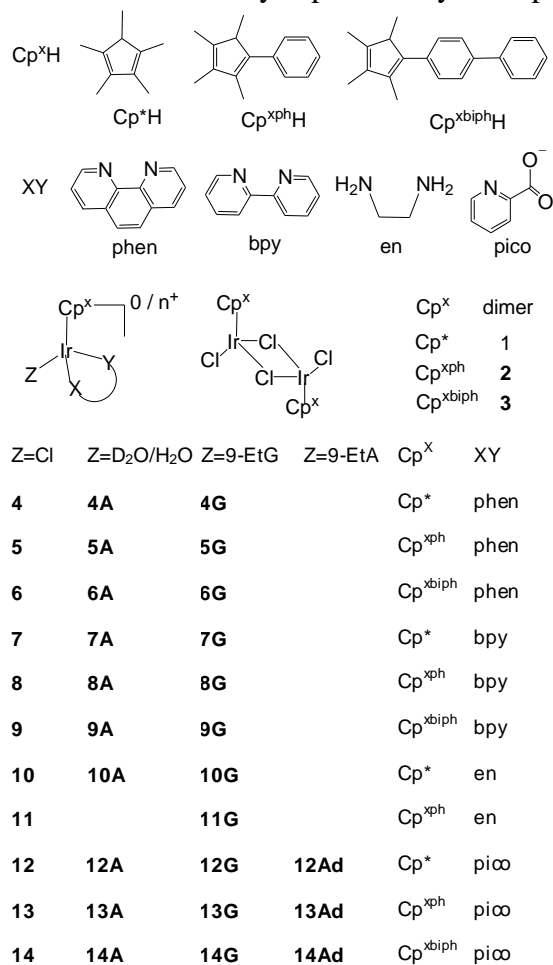 CpˣH
Cp*H
CpˣᵖʰH
CpˣᵇⁱᵖʰH
XY
N N
phen
N N
bpy
H₂N NH₂
en
N O⁻ O
pico
Cpˣ 0 / n⁺
Ir
Z X Y
Cpˣ
Ir Cl Cl
Cl Cl Ir
Cpˣ
Cpˣ dimer
Cp* 1
Cpˣᵖʰ 2
Cpˣᵇⁱᵖʰ 3
Z=Cl Z=D₂O/H₂O Z=9-EtG Z=9-EtA Cpˣ XY
4 4A 4G Cp* phen
5 5A 5G Cpˣᵖʰ phen
6 6A 6G Cpˣᵇⁱᵖʰ phen
7 7A 7G Cp* bpy
8 8A 8G Cpˣᵖʰ bpy
9 9A 9G Cpˣᵇⁱᵖʰ bpy
10 10A 10G Cp* en
11 11G Cpˣᵖʰ en
12 12A 12G 12Ad Cp* pico
13 13A 13G 13Ad Cpˣᵖʰ pico
14 14A 14G 14Ad Cpˣᵇⁱᵖʰ pico